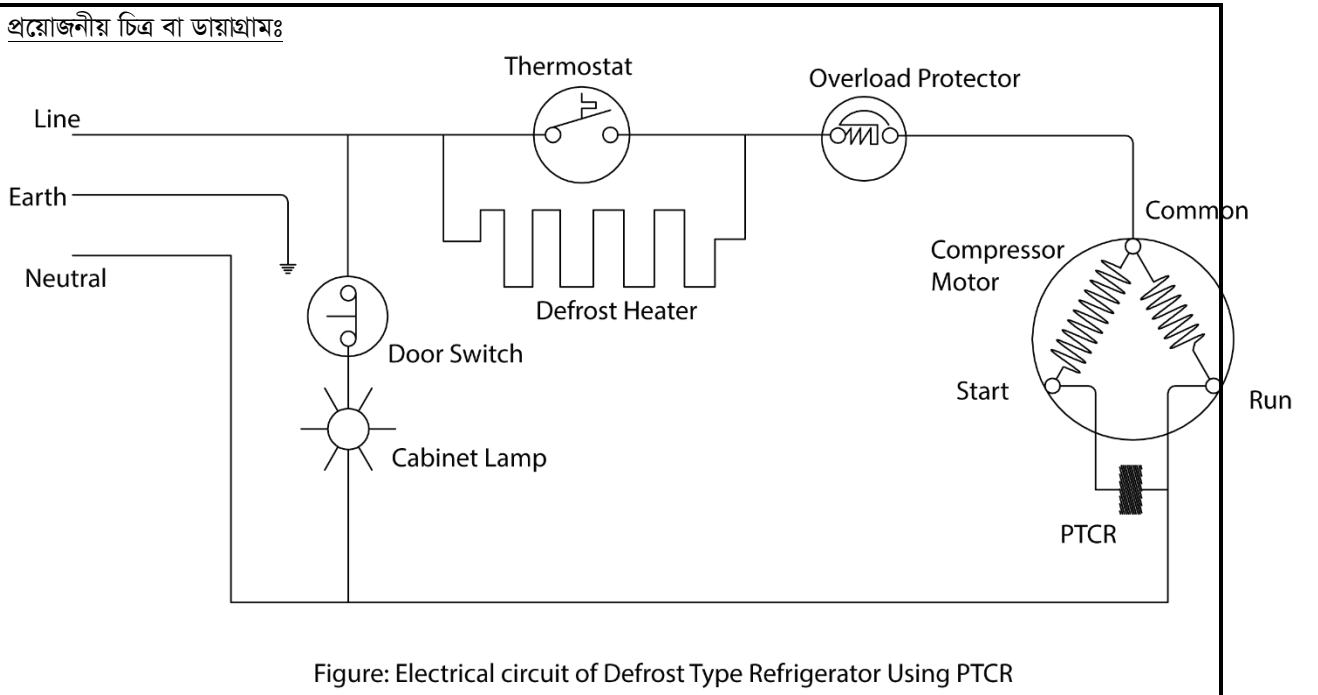 প্রয়োজনীয় চিত্র বা ডায়াগ্রামঃ
Thermostat
Overload Protector
Line
Earth
Common
Compressor
Motor
Neutral
Defrost Heater
Door Switch
Start
Run
Cabinet Lamp
PTCR
Figure: Electrical circuit of Defrost Type Refrigerator Using PTCR